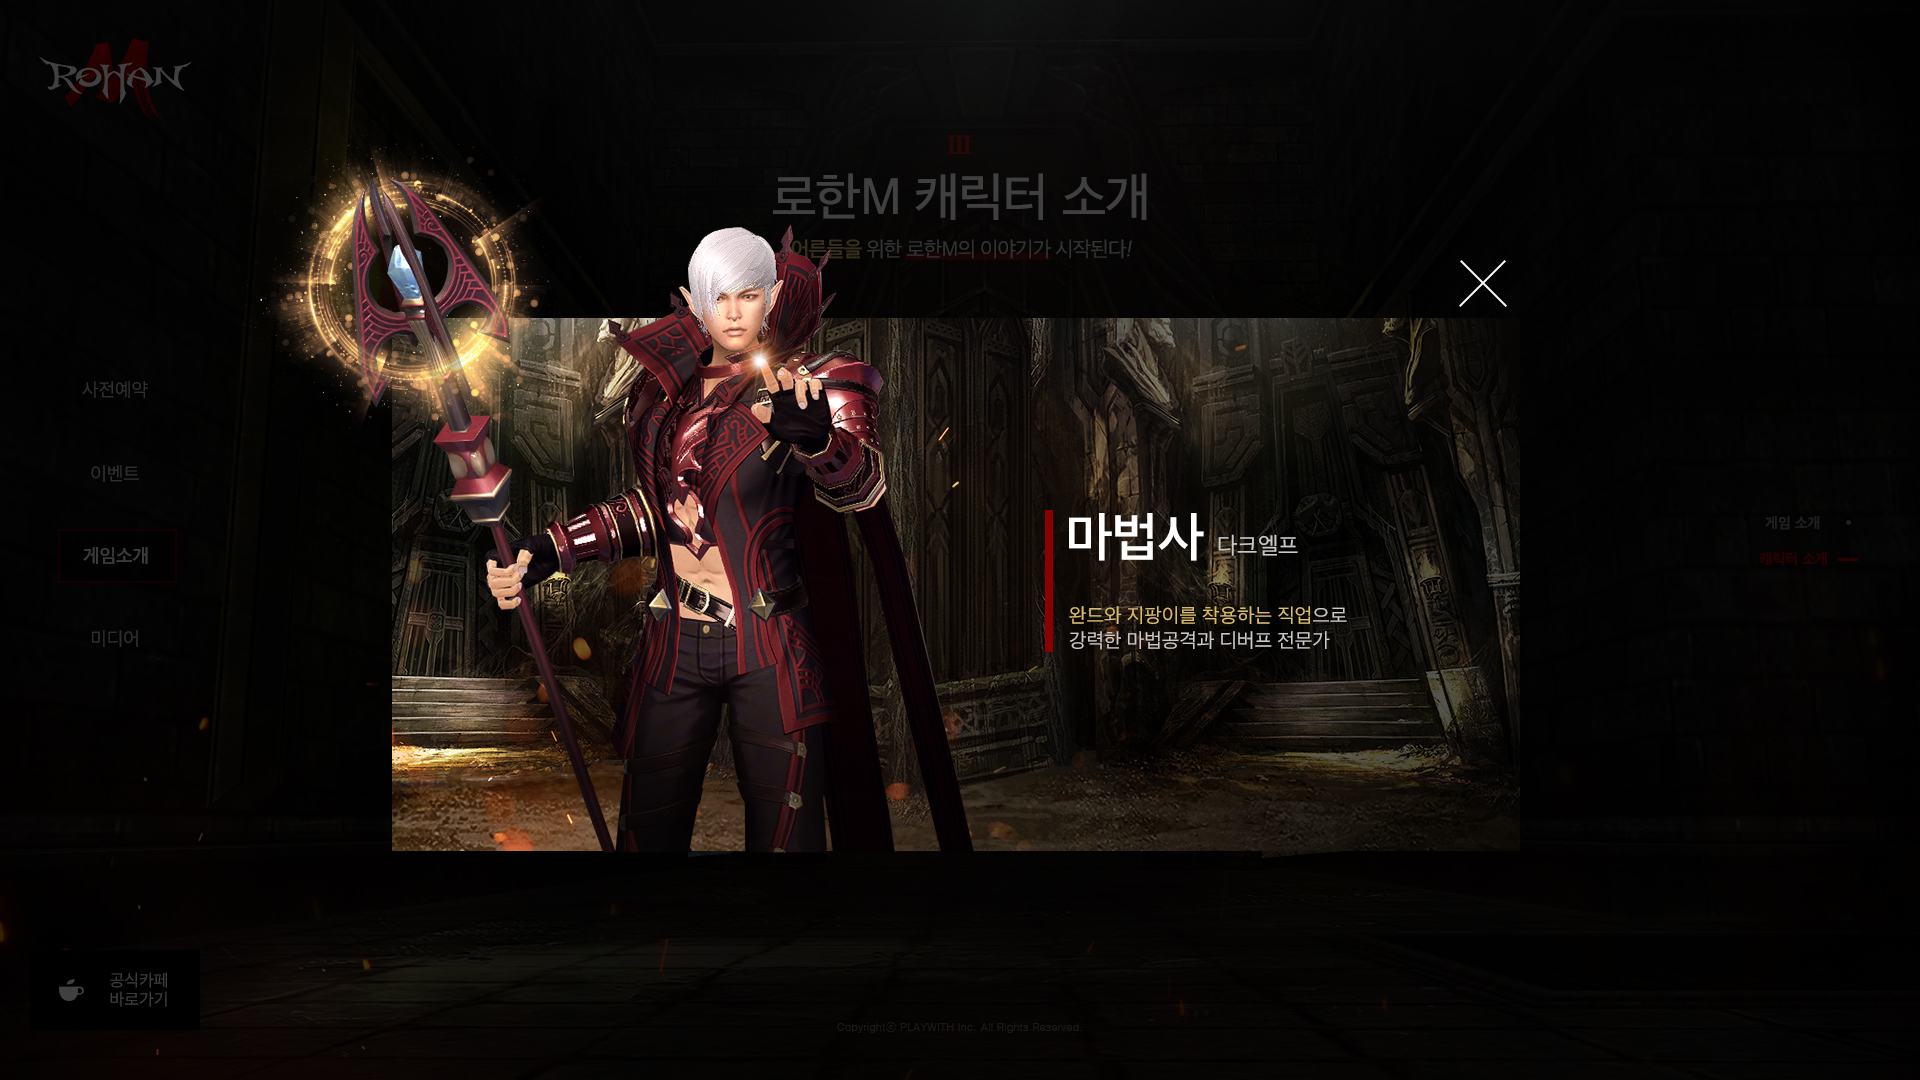 ROHAN M
III
로한M 캐릭터 소개
어른들을 위한 로한M의 이야기가 시작된다!
사전예약
이벤트
게임소개
미디어
마법사 다크엘프
완드와 지팡이를 착용하는 직업으로
강력한 마법공격과 디버프 전문가
게임 소개
캐릭터 소개
공식카페
바로가기
Copyrightⓒ PLAYWITH Inc. All Rights Reserved.